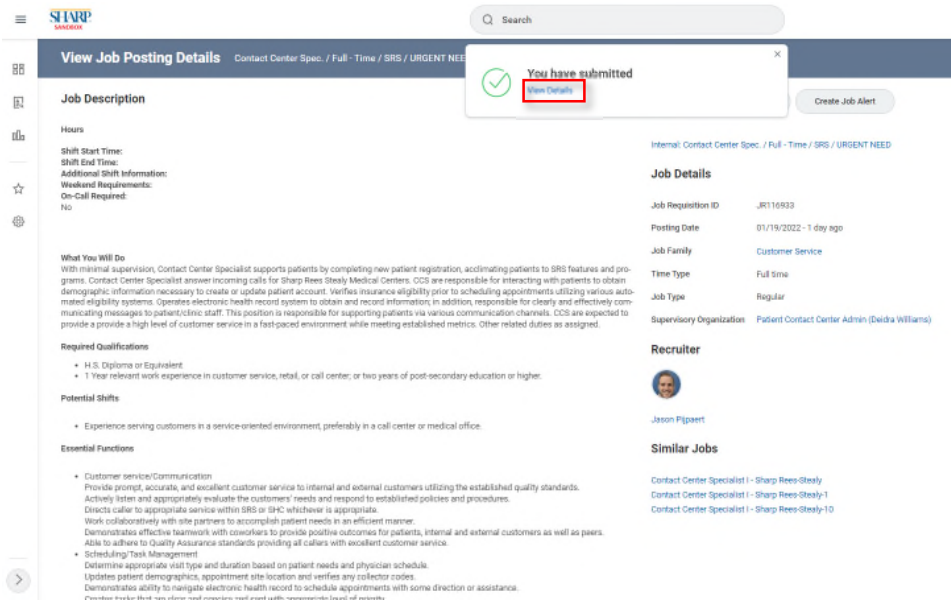 SHARP
SANDBOX
Search
View Job Posting Details
Contact Center Spec. / Full - Time / SRS / URGENT NEE
You have submitted
View Details
Create Job Alert
Job Description
Hours
Shift Start Time:
Shift End Time:
Additional Shift Information:
Weekend Requirements:
On-Call Required:
No
What You Will Do
With minimal supervision, Contact Center Specialist supports patients by completing new patient registration, acclimating patients to SRS features and pro-
grams. Contact Center Specialist answer incoming calls for Sharp Rees Stealy Medical Centers. CCS are responsible for interacting with patients to obtain
demographic information necessary to create or update patient account. Verifies insurance eligibility prior to scheduling appointments utilizing various auto-
mated eligibility systems. Operates electronic health record system to obtain and record information; in addition, responsible for clearly and effectively com-
municating messages to patient/clinic staff. This position is responsible for supporting patients via various communication channels. CCS are expected to
provide a provide a high level of customer service in a fast-paced environment while meeting established metrics. Other related duties as assigned.
Required Qualifications
• H.S. Diploma or Equivalent
• 1 Year relevant work experience in customer service, retail, or call center; or two years of post-secondary education or higher.
Potential Shifts
• Experience serving customers in a service-oriented environment, preferably in a call center or medical office.
Essential Functions
• Customer service/Communication
Provide prompt, accurate, and excellent customer service to internal and external customers utilizing the established quality standards.
Actively listen and appropriately evaluate the customers' needs and respond to established policies and procedures.
Directs caller to appropriate service within SRS or SHC whichever is appropriate.
Work collaboratively with site partners to accomplish patient needs in an efficient manner.
Demonstrates effective teamwork with coworkers to provide positive outcomes for patients, internal and external customers as well as peers.
Able to adhere to Quality Assurance standards providing all callers with excellent customer service.
• Scheduling/Task Management
Determine appropriate visit type and duration based on patient needs and physician schedule.
Updates patient demographics, appointment site location and verifies any collector codes.
Demonstrates ability to navigate electronic health record to schedule appointments with some direction or assistance.
Creates tasks that are clear and precise and sent with appropriate level of priority.
Internal: Contact Center Spec. / Full - Time / SRS / URGENT NEED
Job Details
Job Requisition ID JR116933
Posting Date 01/19/2022 - 1 day ago
Job Family Customer Service
Time Type Full time
Job Type Regular
Supervisory Organization Patient Contact Center Admin (Deidra Williams)
Recruiter
Jason Pijpaert
Similar Jobs
Contact Center Specialist I - Sharp Rees-Stealy
Contact Center Specialist I - Sharp Rees-Stealy-1
Contact Center Specialist I - Sharp Rees-Stealy-10